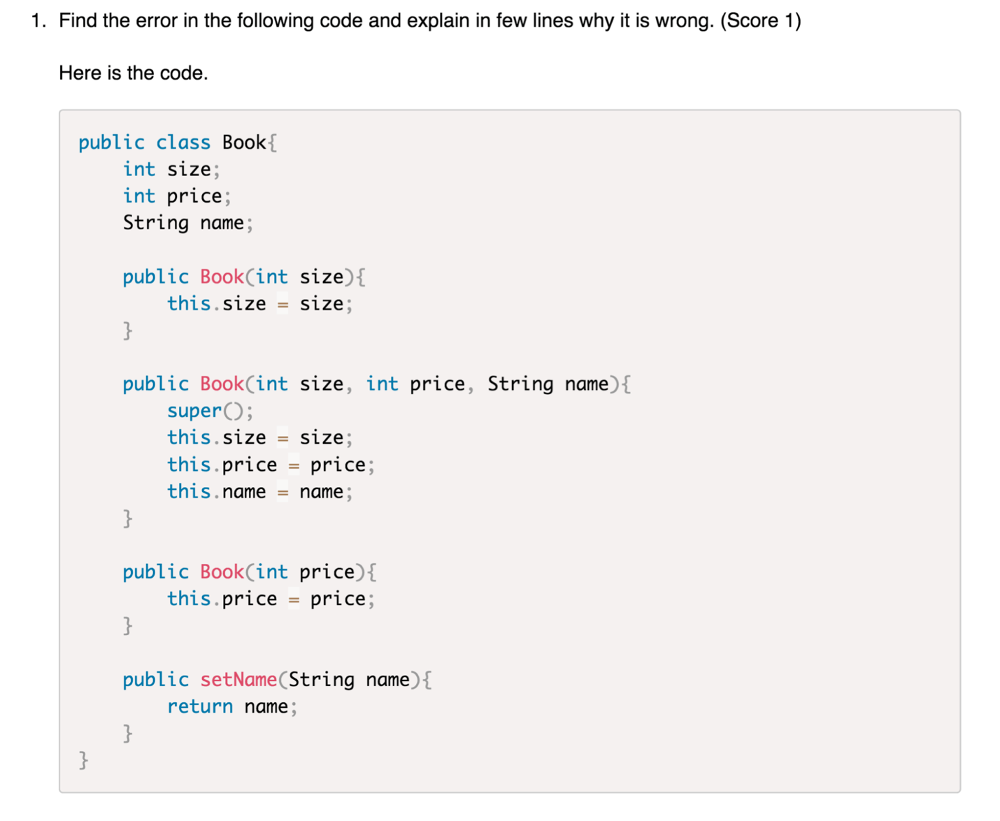 1. Find the error in the following code and explain in few lines why it is wrong. (Score 1)
Here is the code.
public class Book{
    int size;
    int price;
    String name;

    public Book(int size){
        this.size = size;
    }

    public Book(int size, int price, String name){
        super();
        this.size = size;
        this.price = price;
        this.name = name;
    }

    public Book(int price){
        this.price = price;
    }

    public setName(String name){
        return name;
    }
}